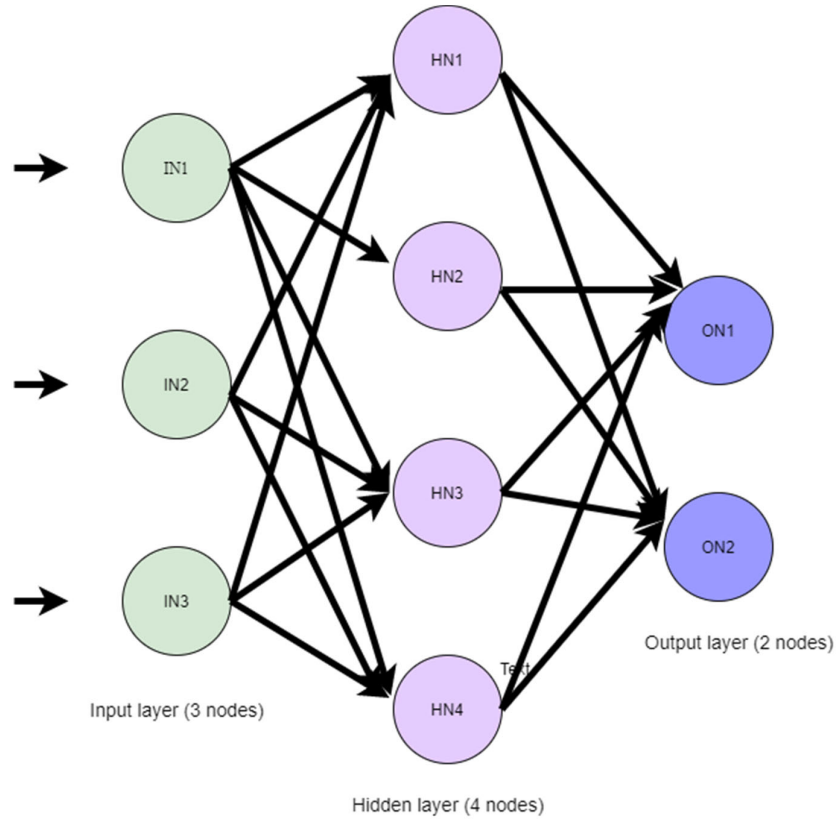 HN1
IN1
HN2
ON1
IN2
HN3
ON2
IN3
Output layer (2 nodes)
Text
HN4
Input layer (3 nodes)
Hidden layer (4 nodes)